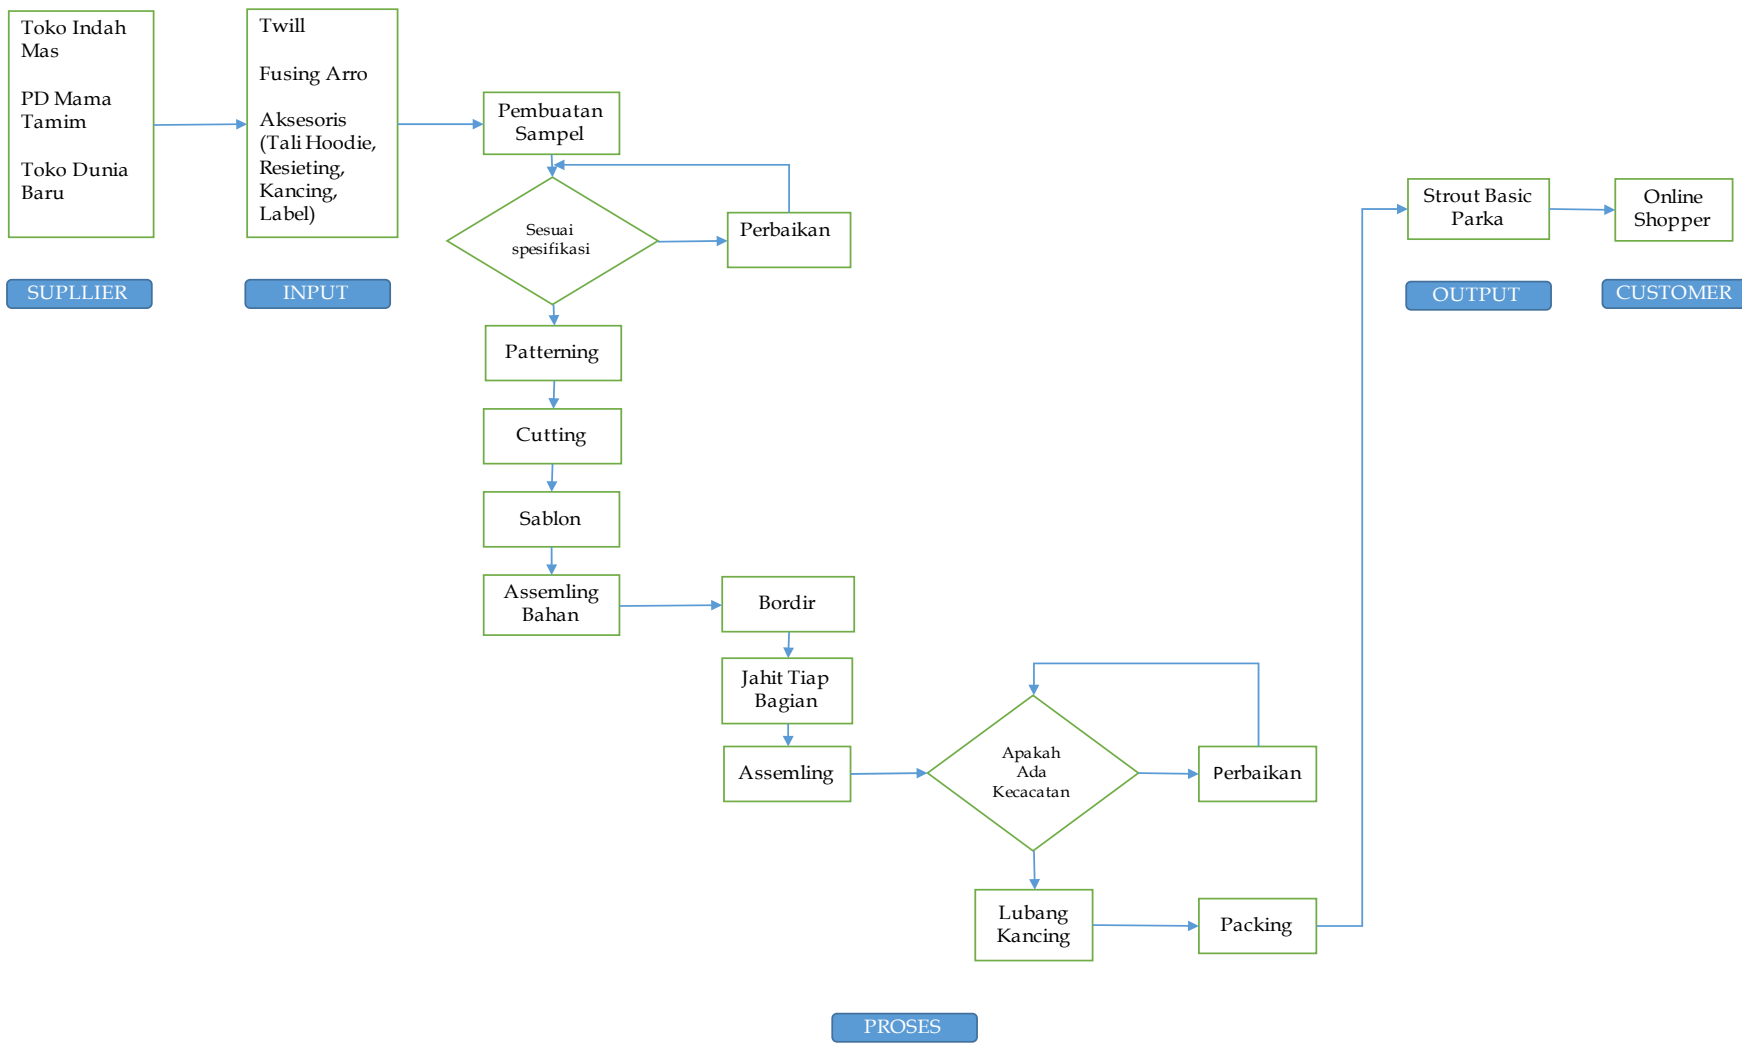 Toko Indah
Mas
PD Mama
Tamim
Toko Dunia
Baru
SUPLLIER
Twill
Fusing Arro
Aksesoris
(Tali Hoodie,
Resieting,
Kancing,
Label)
INPUT
Pembuatan
Sampel
Sesuai
spesifikasi
Perbaikan
Patterning
Cutting
Sablon
Assemling
Bahan
Bordir
Jahit Tiap
Bagian
Assemling
Apakah
Ada
Kecacatan
Perbaikan
Lubang
Kancing
Packing
PROSES
Strout Basic
Parka
OUTPUT
Online
Shopper
CUSTOMER